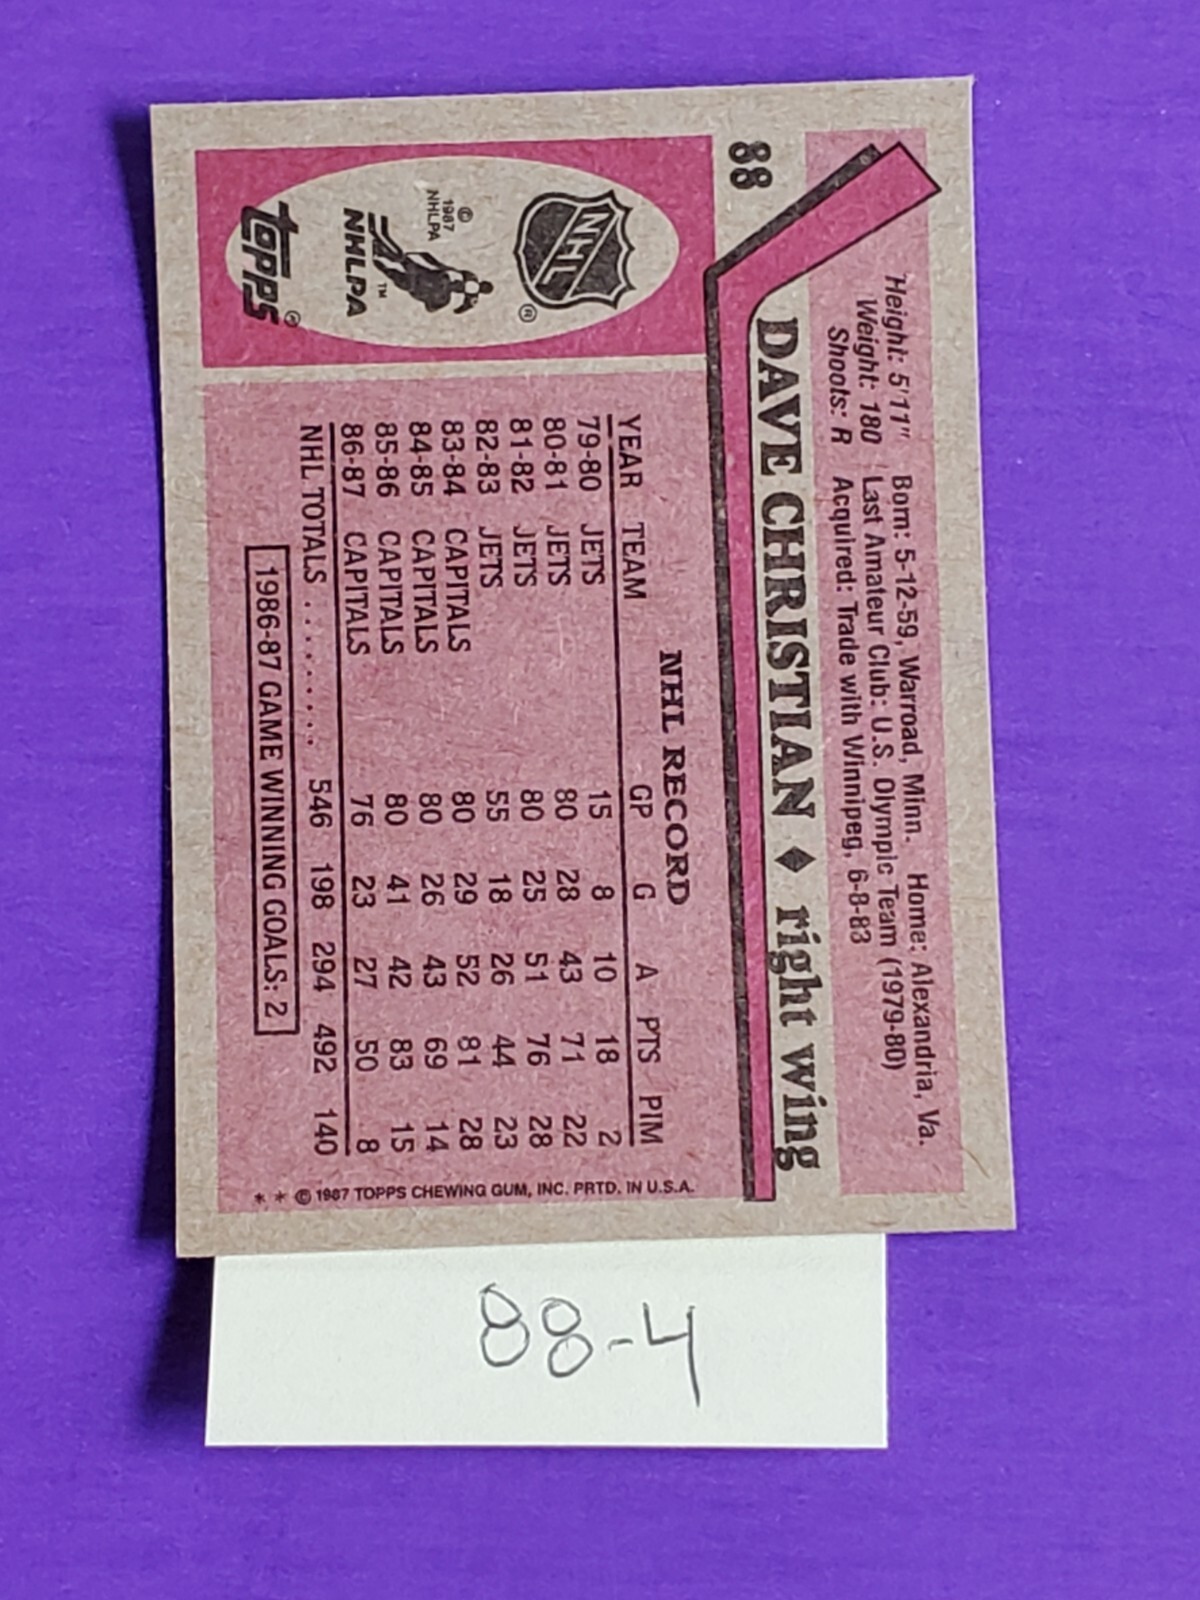 88
Height: 5'11" Born: 5-12-59, Warroad, Minn. Home: Alexandria, Va.
Weight: 180 Last Amateur Club: U.S. Olympic Team (1979-80)
Shoots: R Acquired: Trade with Winnipeg, 6-8-83
DAVE CHRISTIAN ♦ right wing
NHL ®
© 1987 NHLPA
NHLPA ™
topps ®
NHL RECORD
YEAR TEAM GP G A PTS PIM
79-80 JETS 15 8 10 18 2
80-81 JETS 80 28 43 71 22
81-82 JETS 80 25 51 76 28
82-83 JETS 55 18 26 44 23
83-84 CAPITALS 80 29 52 81 28
84-85 CAPITALS 80 26 43 69 14
85-86 CAPITALS 80 41 42 83 15
86-87 CAPITALS 76 23 27 50 8
NHL TOTALS . . . . . . . . 546 198 294 492 140
1986-87 GAME WINNING GOALS: 2
* * © 1987 TOPPS CHEWING GUM, INC. PRTD. IN U.S.A.
88-4